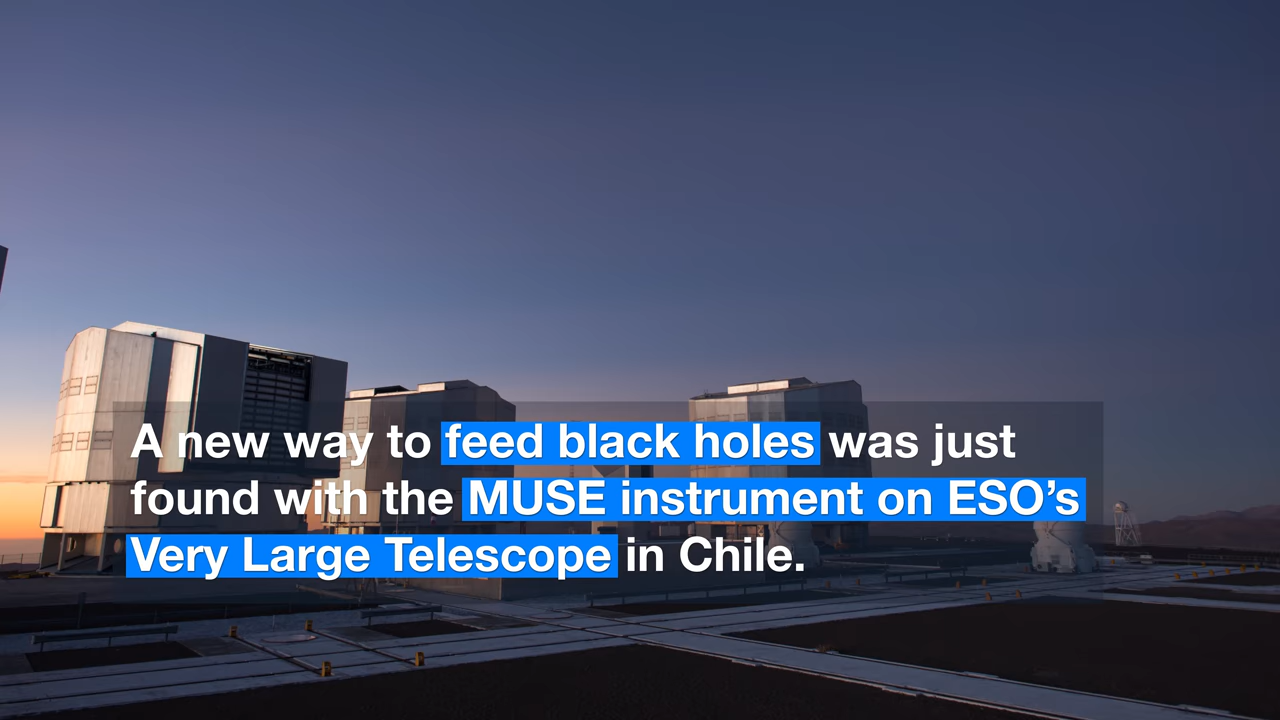 A new way to feed black holes was just
found with the MUSE instrument on ESO’s
Very Large Telescope in Chile.